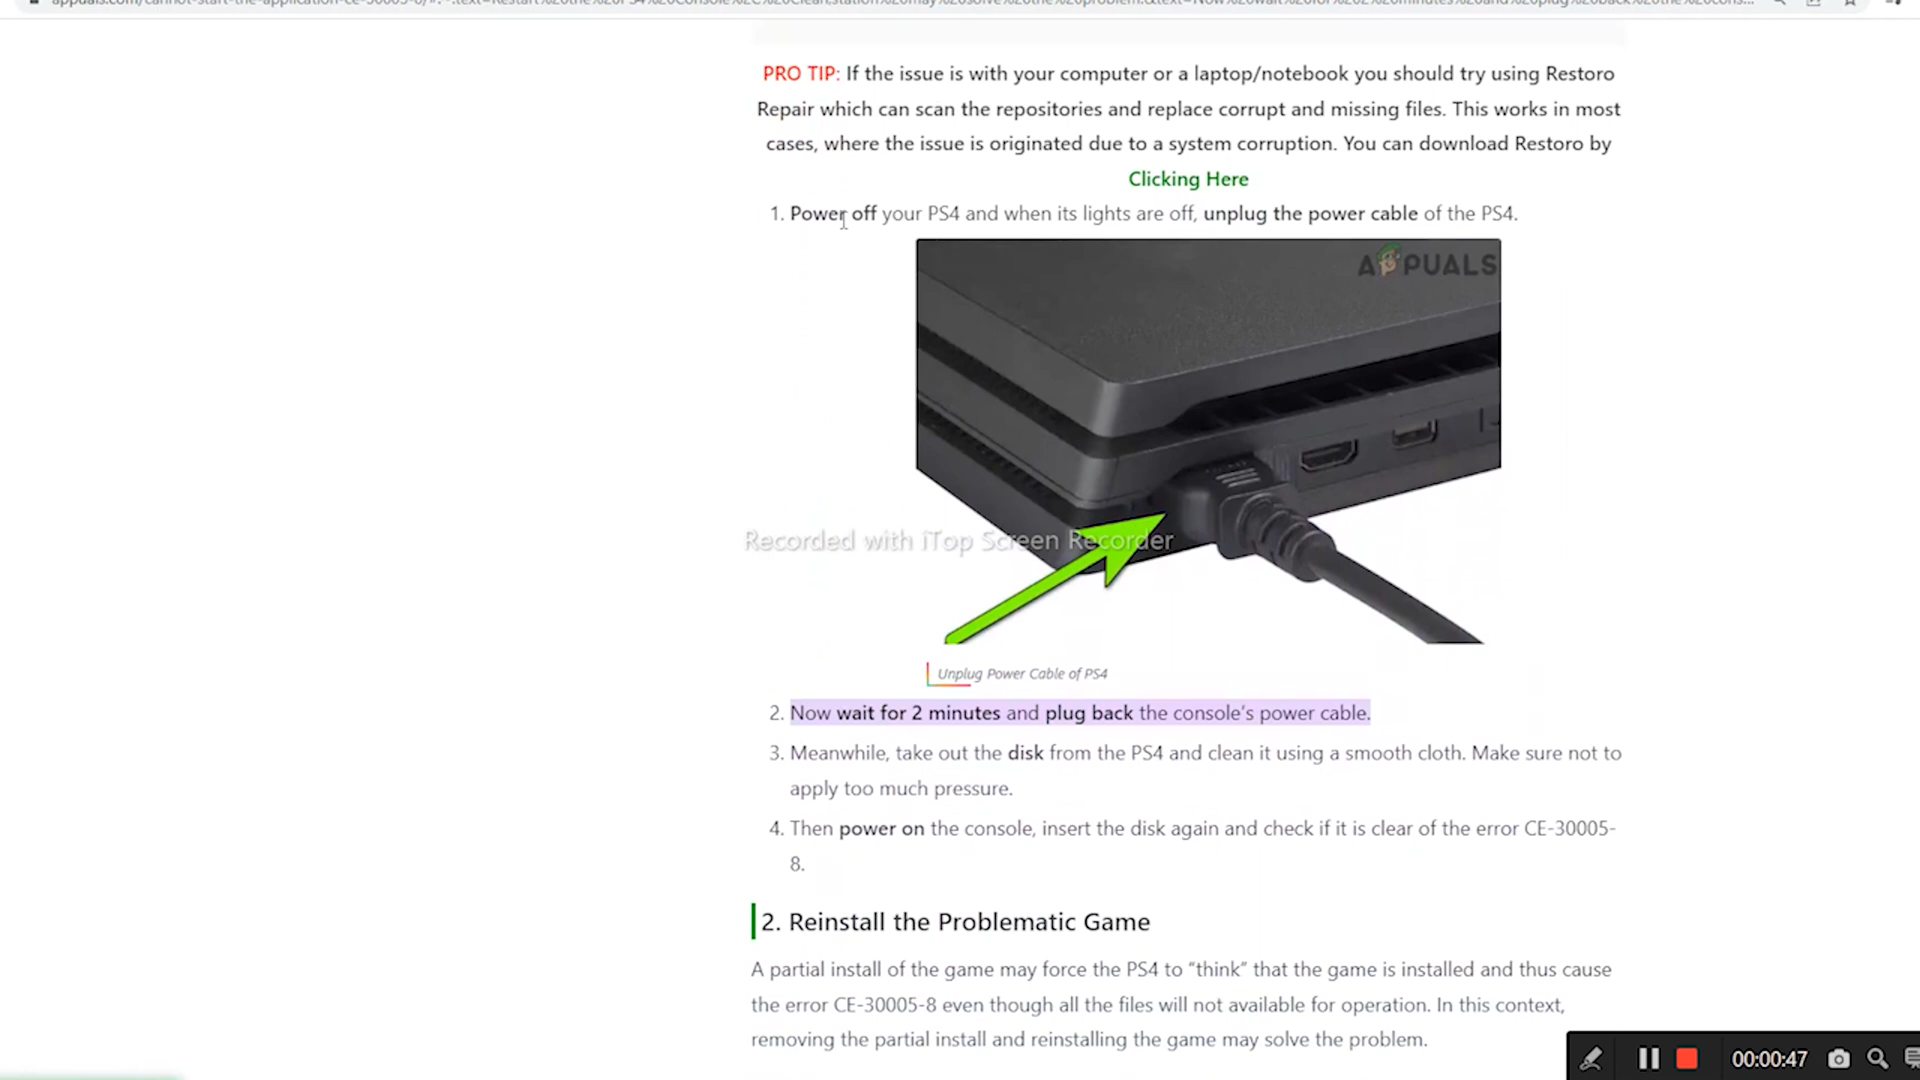 PRO TIP: If the issue is with your computer or a laptop/notebook you should try using Restoro
Repair which can scan the repositories and replace corrupt and missing files. This works in most
cases, where the issue is originated due to a system corruption. You can download Restoro by
Clicking Here
1. Power off your PS4 and when its lights are off, unplug the power cable of the PS4.
APPUALS
Recorded with iTop Screen Recorder
Unplug Power Cable of PS4
2. Now wait for 2 minutes and plug back the console's power cable.
3. Meanwhile, take out the disk from the PS4 and clean it using a smooth cloth. Make sure not to
apply too much pressure.
4. Then power on the console, insert the disk again and check if it is clear of the error CE-30005-
8.
2. Reinstall the Problematic Game
A partial install of the game may force the PS4 to “think” that the game is installed and thus cause
the error CE-30005-8 even though all the files will not available for operation. In this context,
removing the partial install and reinstalling the game may solve the problem.
00:00:47